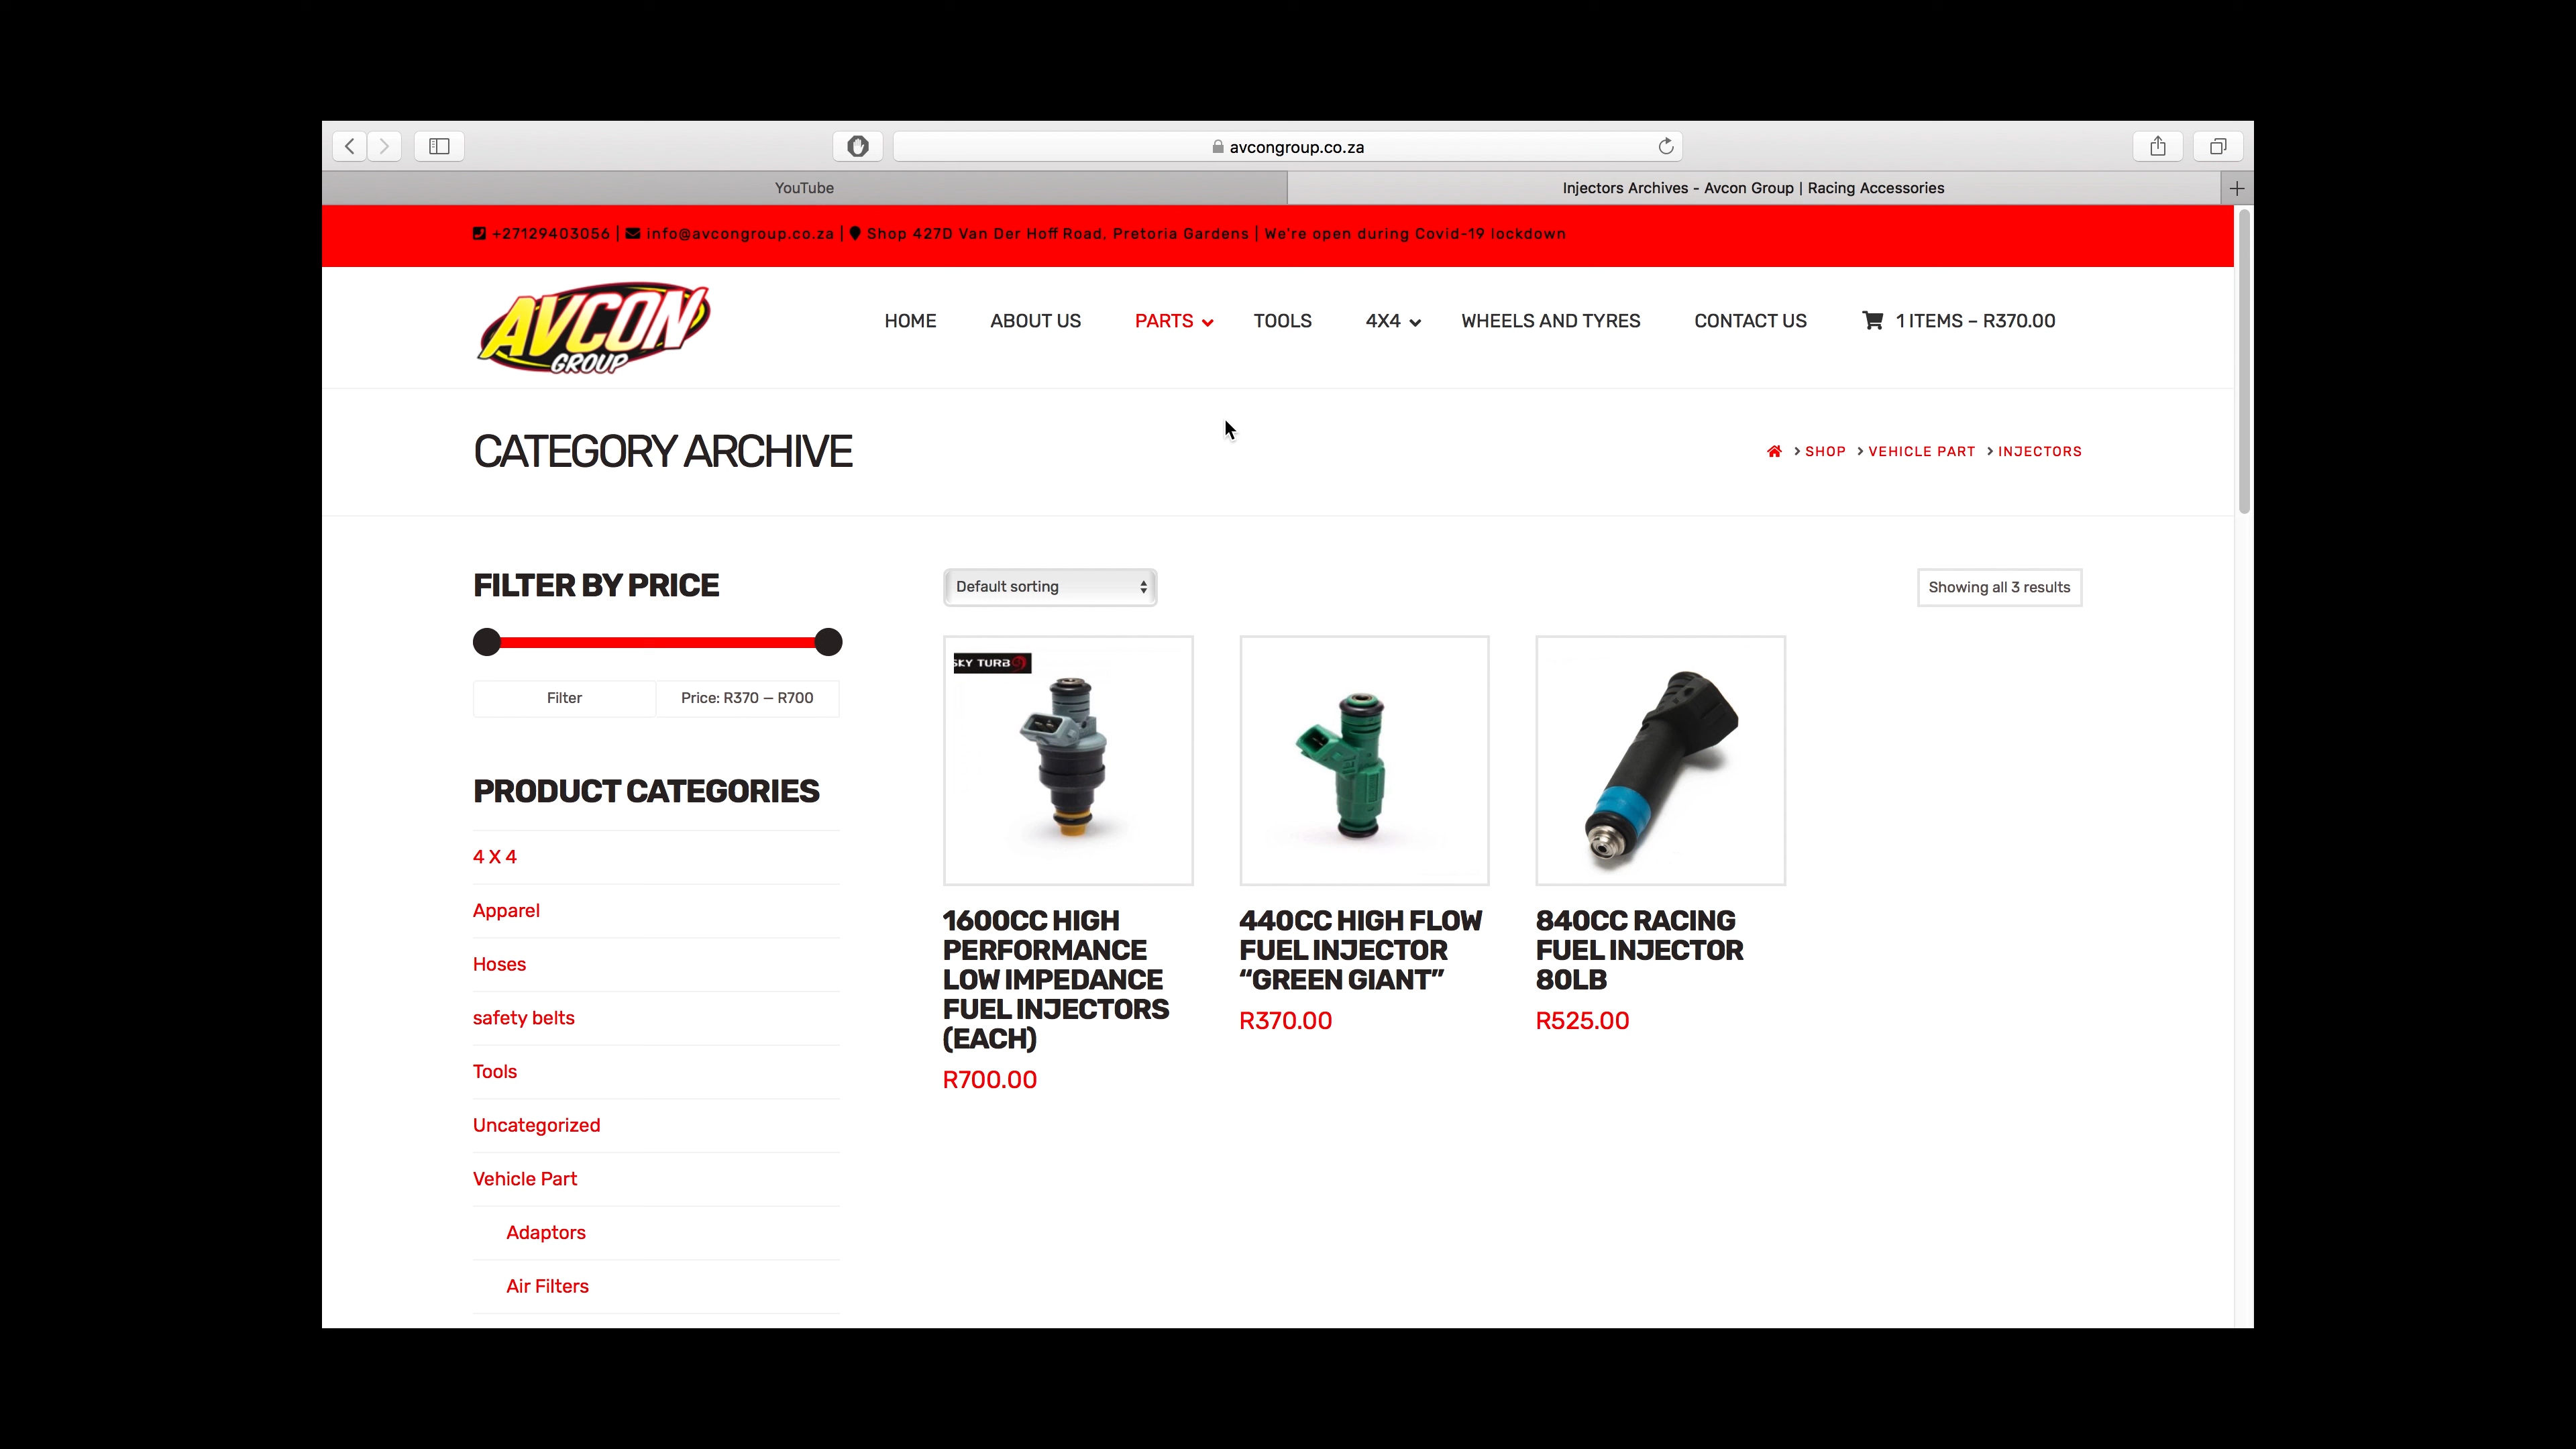 avcongroup.co.za
YouTube
Injectors Archives - Avcon Group | Racing Accessories
+27129403056 | info@avcongroup.co.za | Shop 427D Van Der Hoff Road, Pretoria Gardens | We're open during Covid-19 lockdown
AVCON
GROUP
HOME ABOUT US PARTS TOOLS 4X4 WHEELS AND TYRES CONTACT US 1 ITEMS – R370.00
CATEGORY ARCHIVE
SHOP VEHICLE PART INJECTORS
FILTER BY PRICE
Filter
Price: R370 — R700
PRODUCT CATEGORIES
4 X 4
Apparel
Hoses
safety belts
Tools
Uncategorized
Vehicle Part
Adaptors
Air Filters
Default sorting
Showing all 3 results
SKY TURBO
1600CC HIGH
PERFORMANCE
LOW IMPEDANCE
FUEL INJECTORS
(EACH)
R700.00
440CC HIGH FLOW
FUEL INJECTOR
“GREEN GIANT”
R370.00
840CC RACING
FUEL INJECTOR
80LB
R525.00